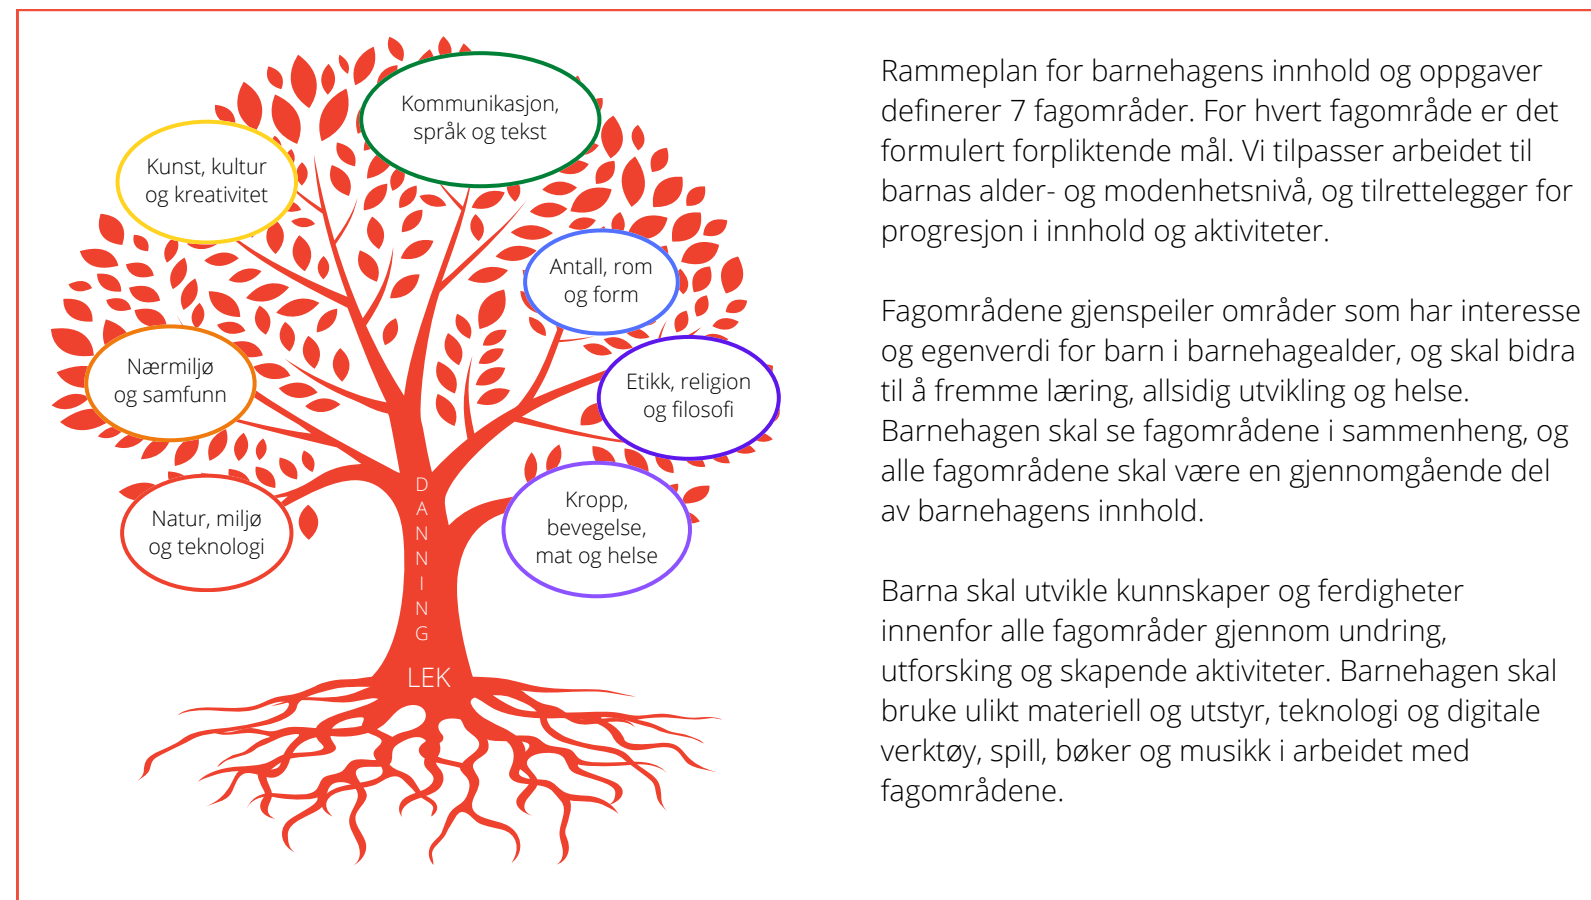 Kommunikasjon,
språk og tekst
Kunst, kultur
og kreativitet
Antall, rom
og form
Nærmiljø
og samfunn
Etikk, religion
og filosofi
Natur, miljø
og teknologi
Kropp,
bevegelse,
mat og helse
D
A
N
N
I
N
G
LEK
Rammeplan for barnehagens innhold og oppgaver
definerer 7 fagområder. For hvert fagområde er det
formulert forpliktende mål. Vi tilpasser arbeidet til
barnas alder- og modenhetsnivå, og tilrettelegger for
progresjon i innhold og aktiviteter.
Fagområdene gjenspeiler områder som har interesse
og egenverdi for barn i barnehagealder, og skal bidra
til å fremme læring, allsidig utvikling og helse.
Barnehagen skal se fagområdene i sammenheng, og
alle fagområdene skal være en gjennomgående del
av barnehagens innhold.
Barna skal utvikle kunnskaper og ferdigheter
innenfor alle fagområder gjennom undring,
utforsking og skapende aktiviteter. Barnehagen skal
bruke ulikt materiell og utstyr, teknologi og digitale
verktøy, spill, bøker og musikk i arbeidet med
fagområdene.